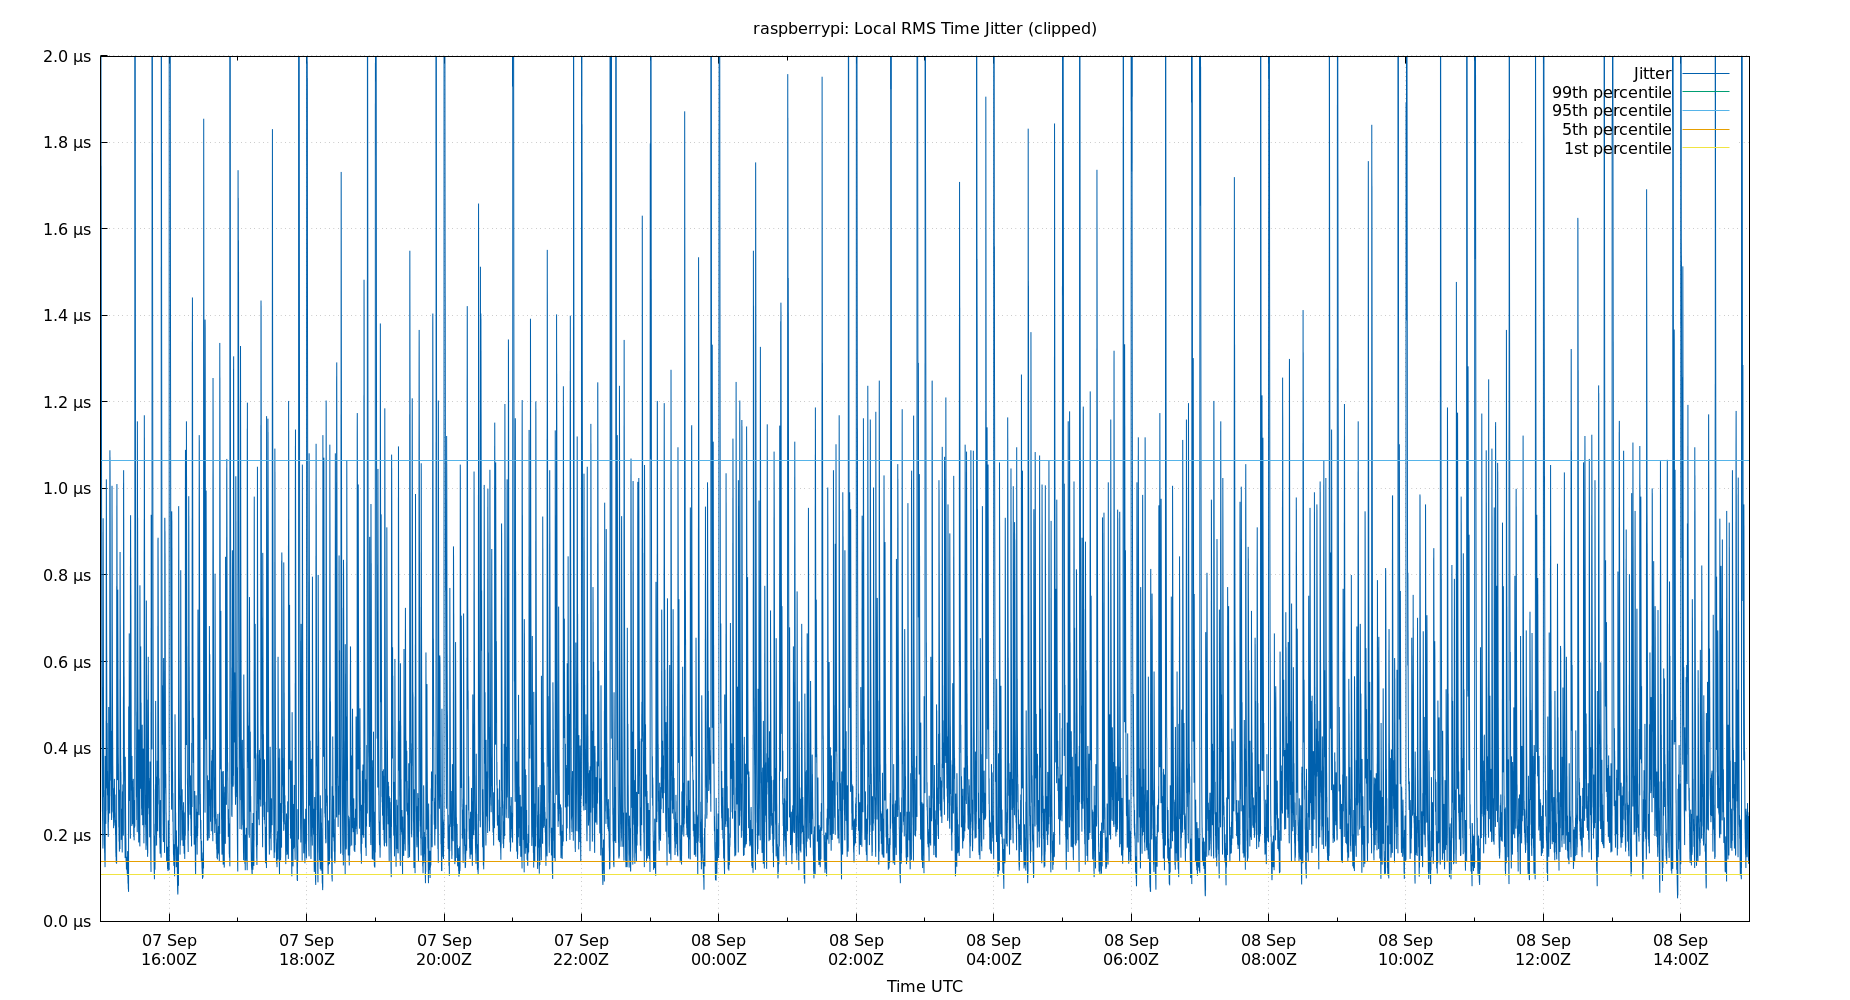 raspberrypi: Local RMS Time Jitter (clipped)
2.0 µs
1.8 µs
1.6 µs
1.4 µs
1.2 µs
1.0 µs
0.8 µs
0.6 µs
0.4 µs
0.2 µs
0.0 µs
Jitter
99th percentile
95th percentile
5th percentile
1st percentile
07 Sep 07 Sep 07 Sep 07 Sep 08 Sep 08 Sep 08 Sep 08 Sep 08 Sep 08 Sep 08 Sep 08 Sep
16:00Z 18:00Z 20:00Z 22:00Z 00:00Z 02:00Z 04:00Z 06:00Z 08:00Z 10:00Z 12:00Z 14:00Z
Time UTC